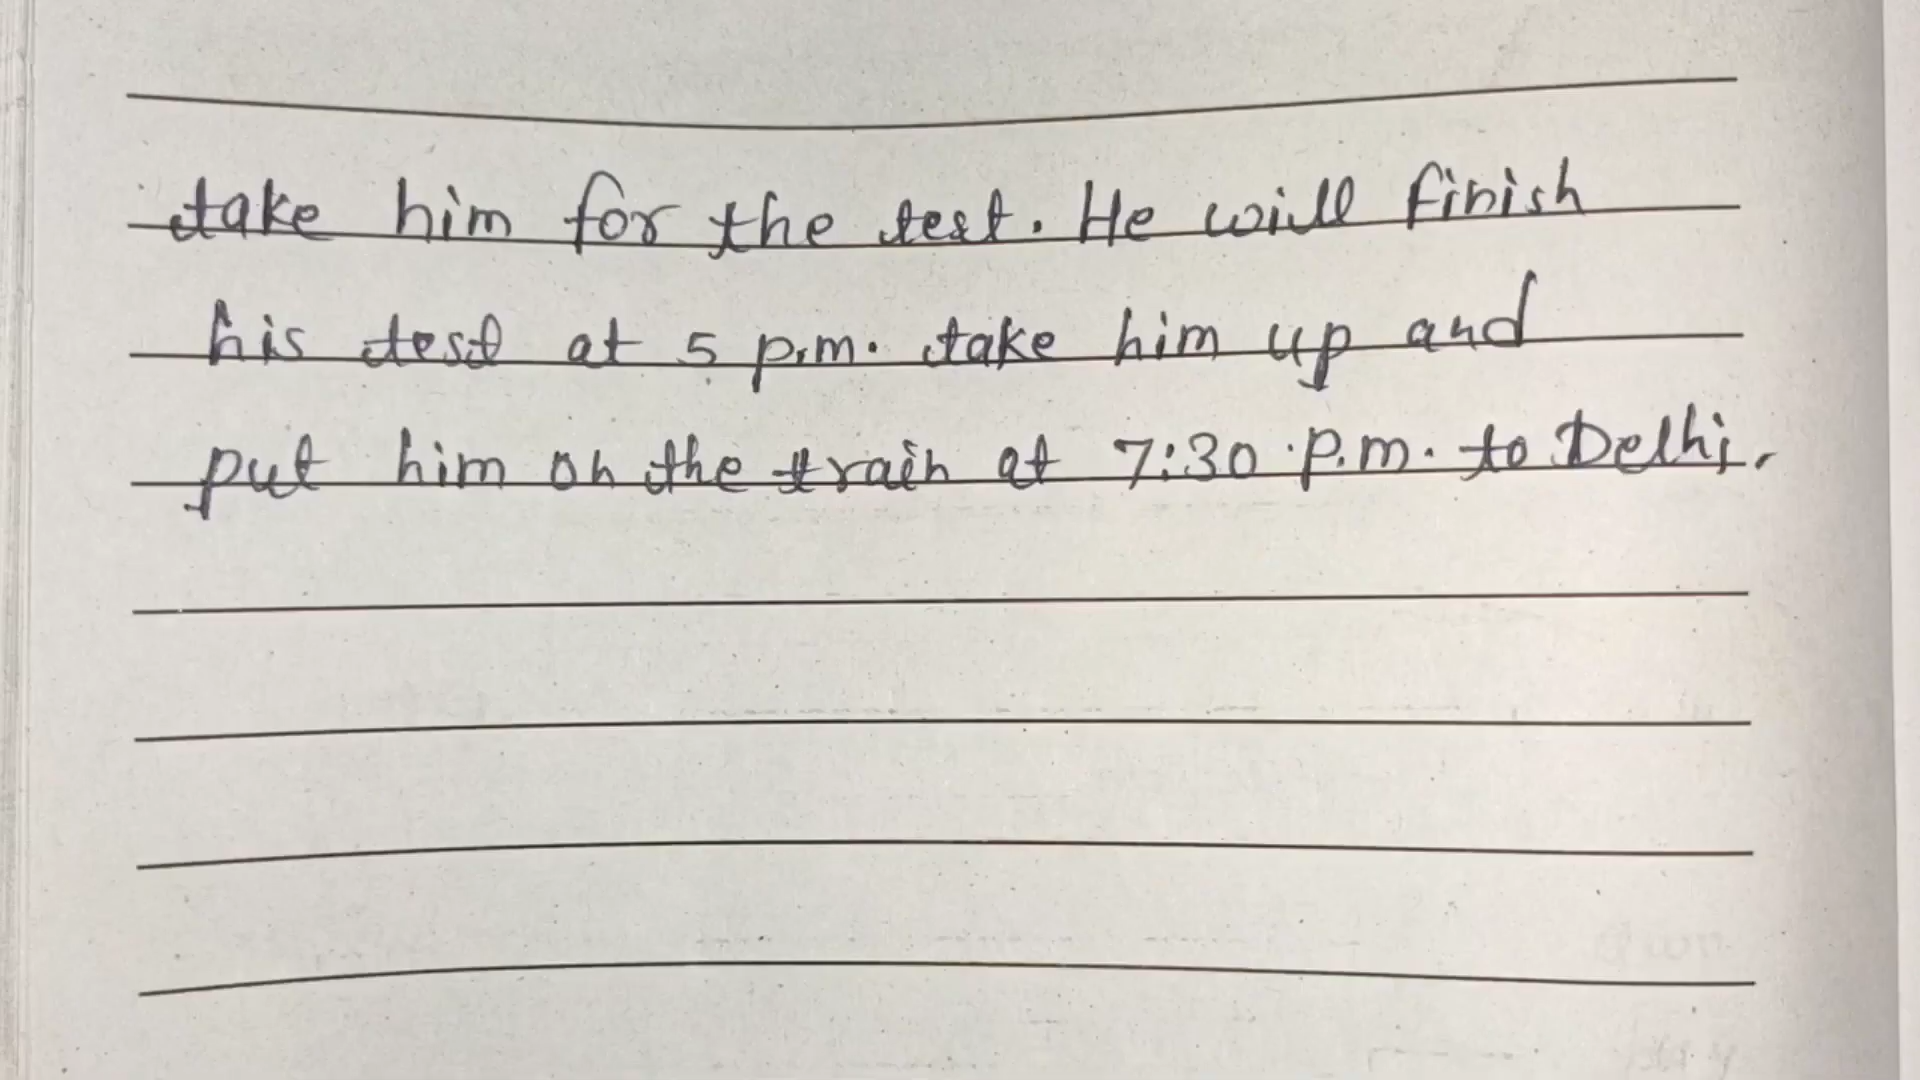 take him for the test. He will finish
his test at 5 p.m. take him up and
put him on the train at 7:30 P.m. to Delhi.